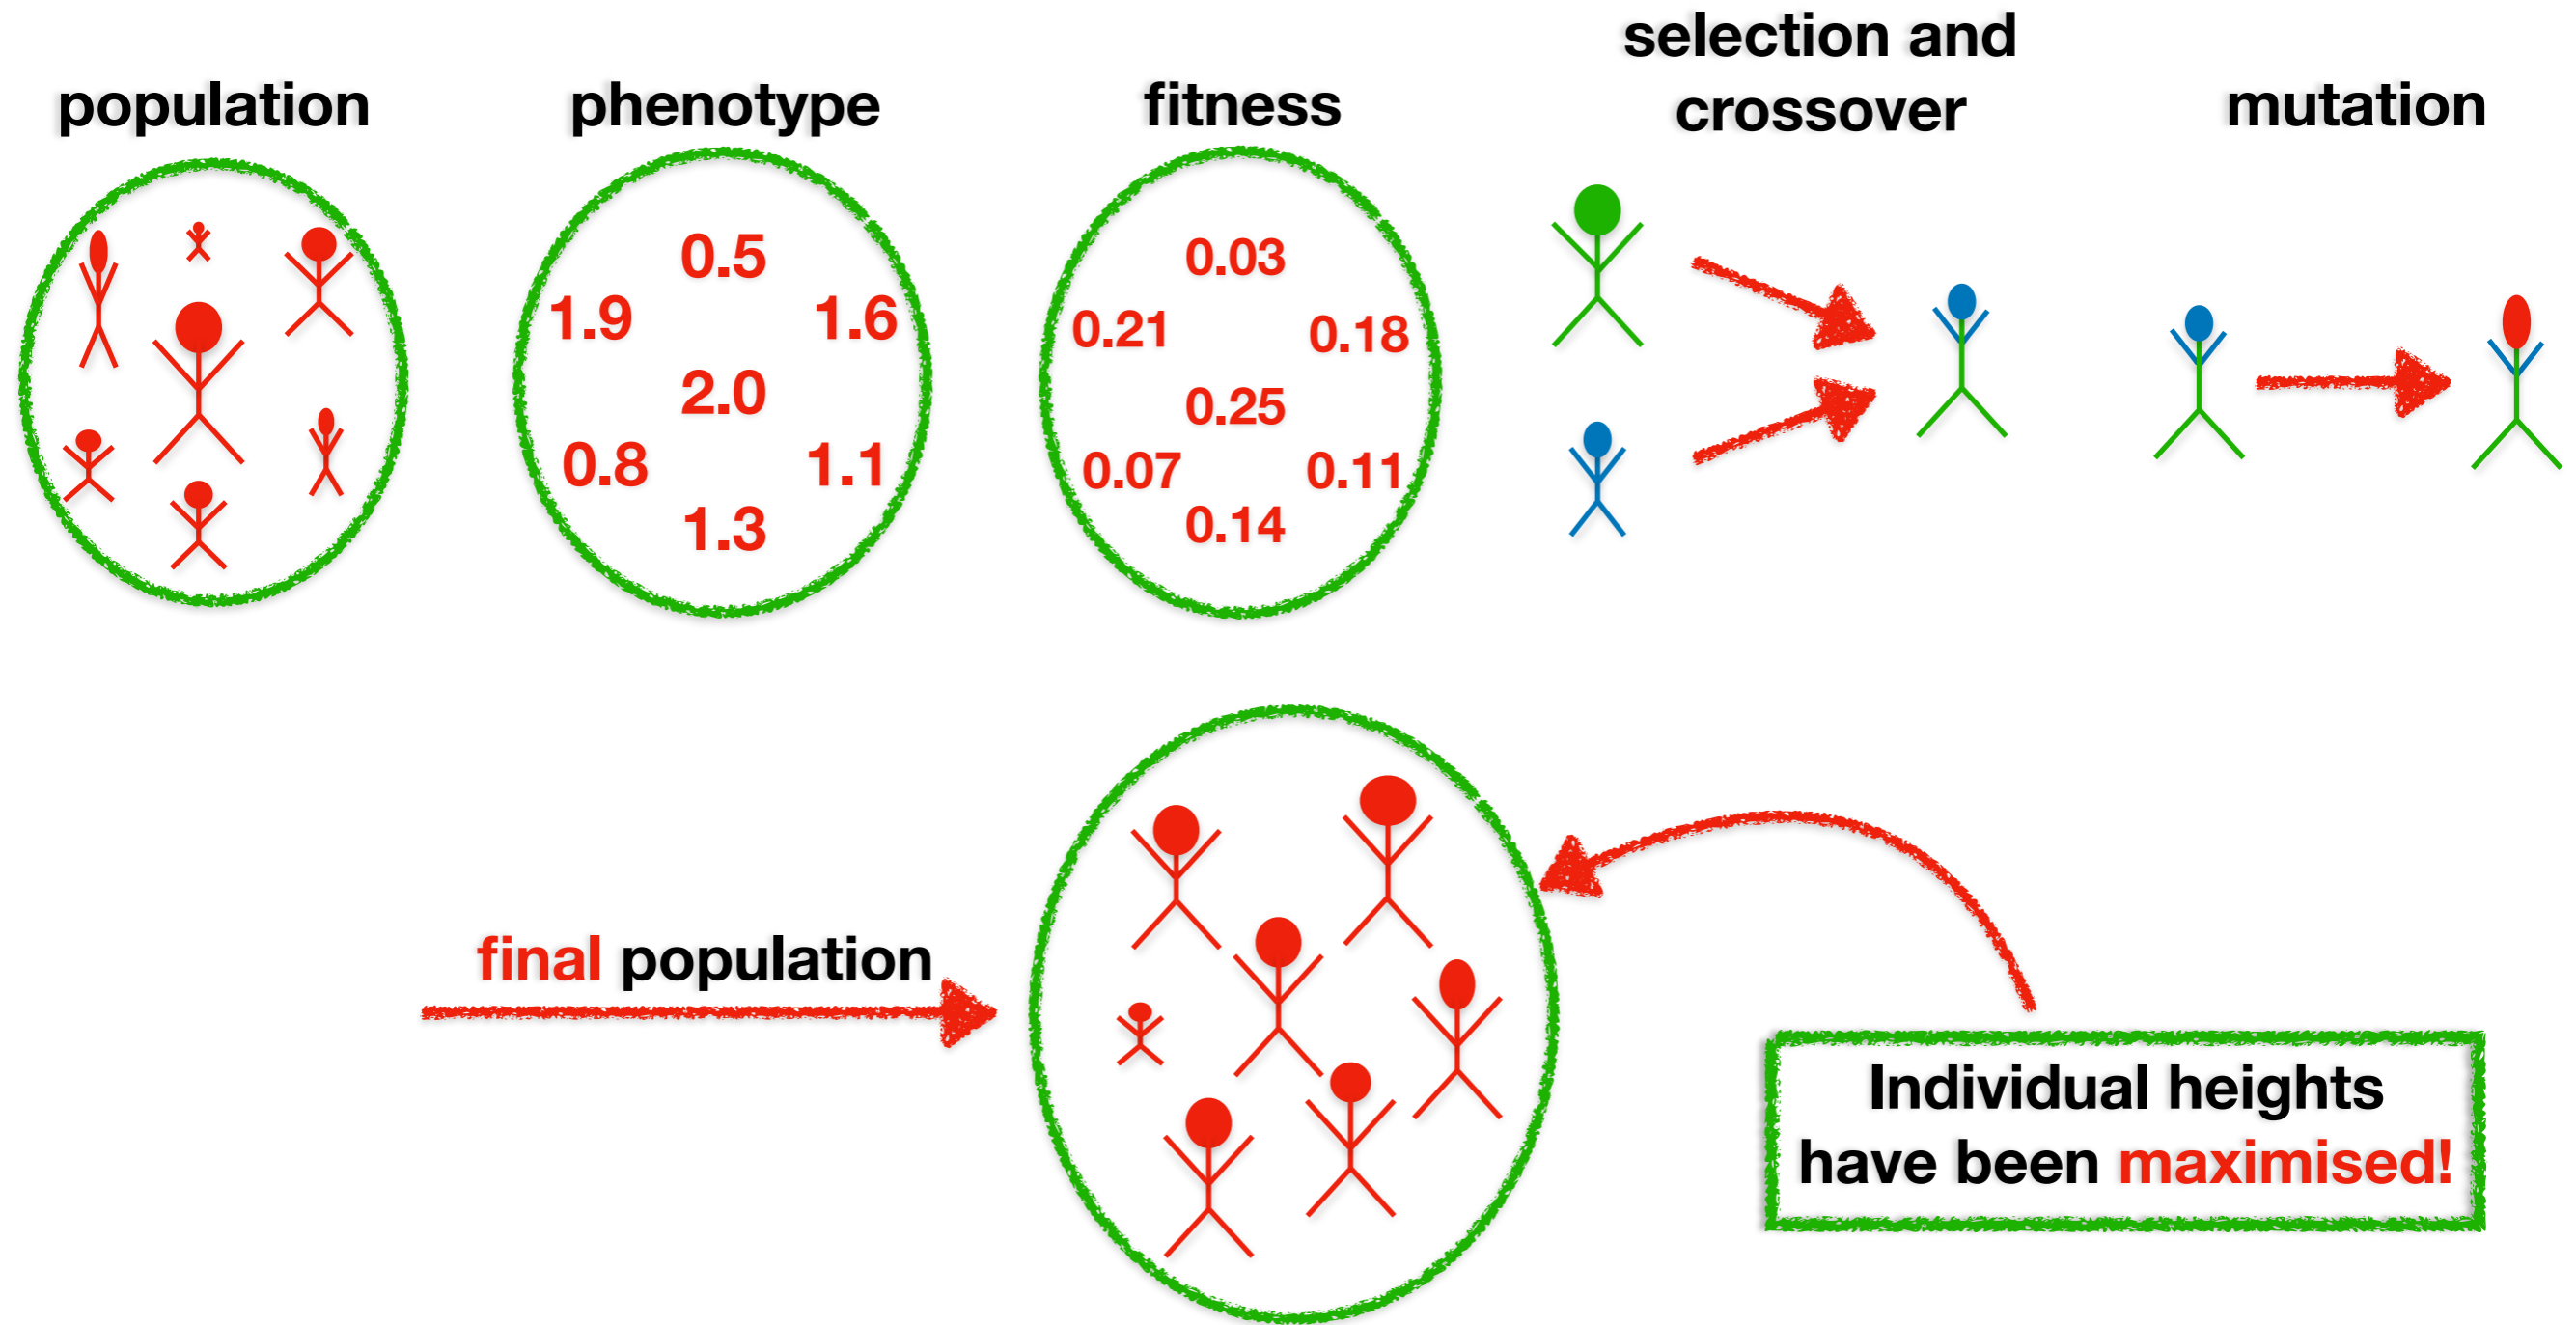 population
phenotype
fitness
selection and
crossover
mutation
0.5
1.9
1.6
2.0
0.8
1.1
1.3
0.03
0.21
0.18
0.25
0.07
0.11
0.14
final population
Individual heights
have been maximised!